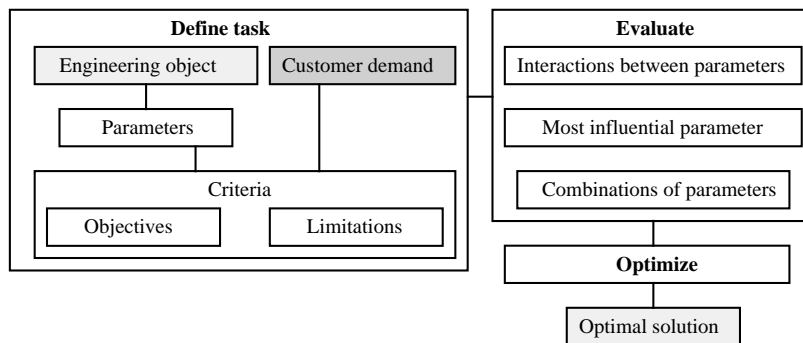 Define task
Engineering object
Customer demand
Parameters
Criteria
Objectives
Limitations
Evaluate
Interactions between parameters
Most influential parameter
Combinations of parameters
Optimize
Optimal solution